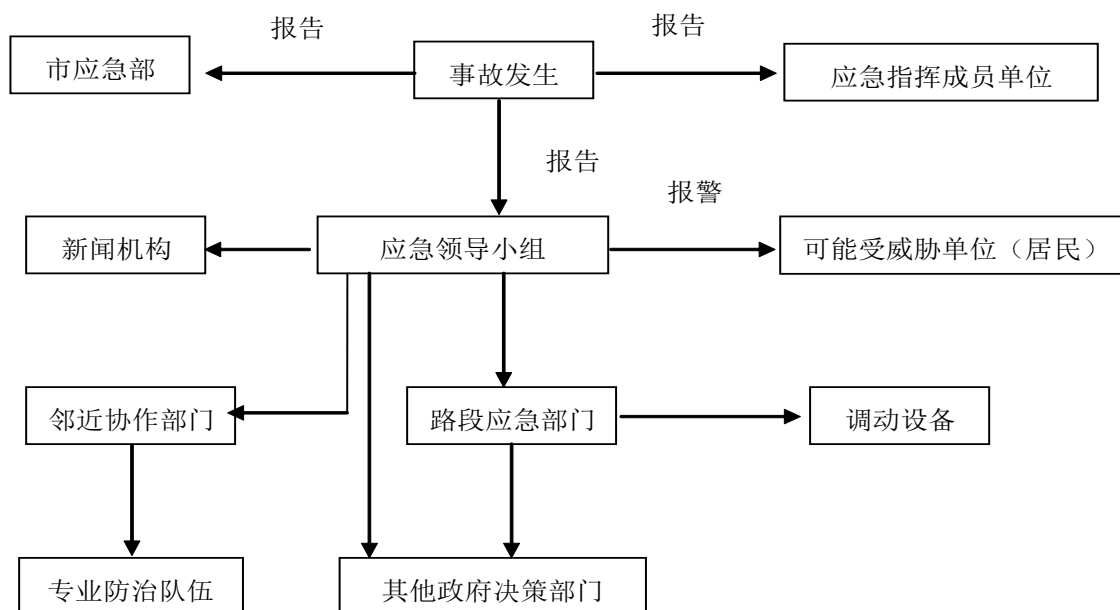 报告
报告
市应急部
事故发生
应急指挥成员单位
报告
报警
新闻机构
应急领导小组
可能受威胁单位（居民）
邻近协作部门
路段应急部门
调动设备
专业防治队伍
其他政府决策部门